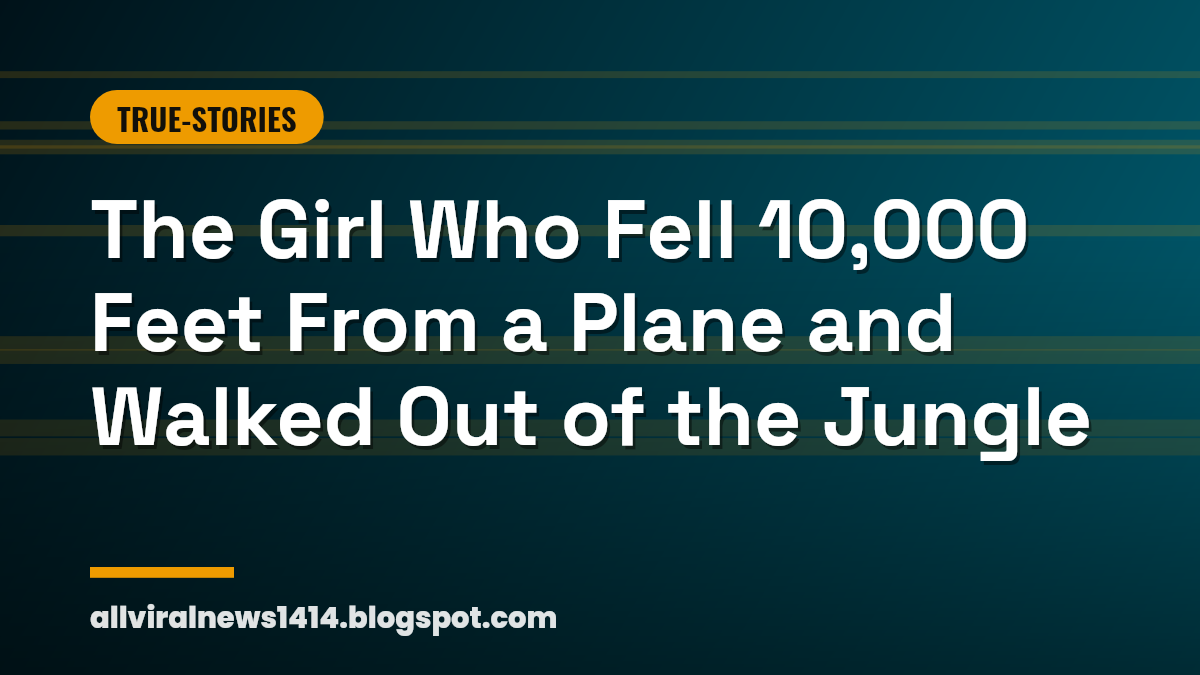 TRUE-STORIES
The Girl Who Fell 10,000
Feet From a Plane and
Walked Out of the Jungle
allviralnews1414.blogspot.com